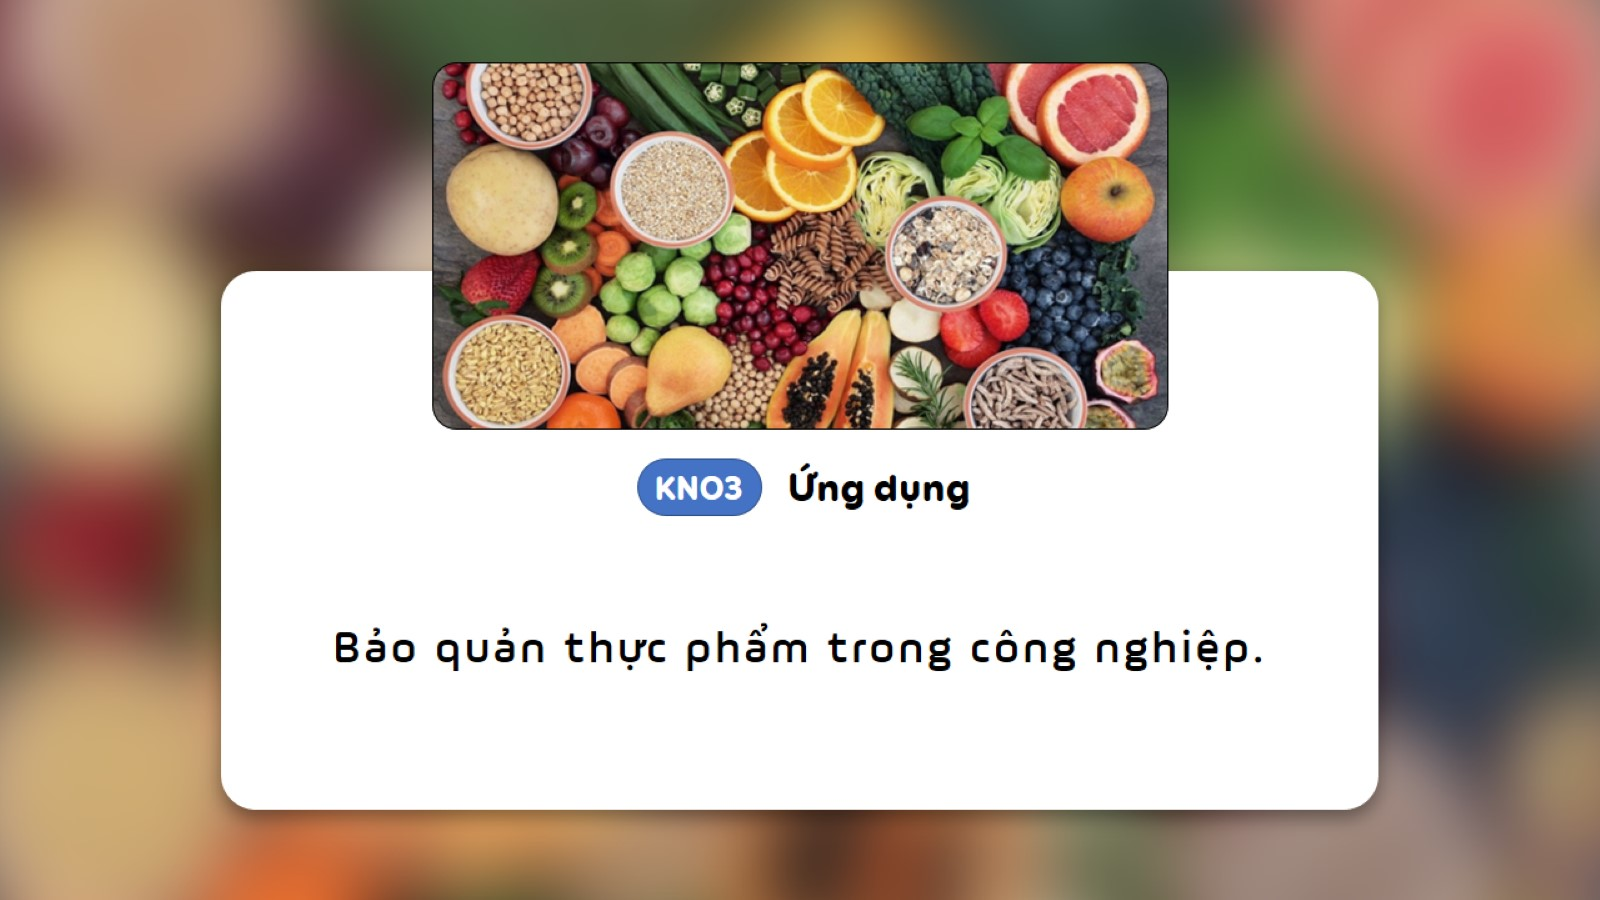 KNO3 Ứng dụng
Bảo quản thực phẩm trong công nghiệp.